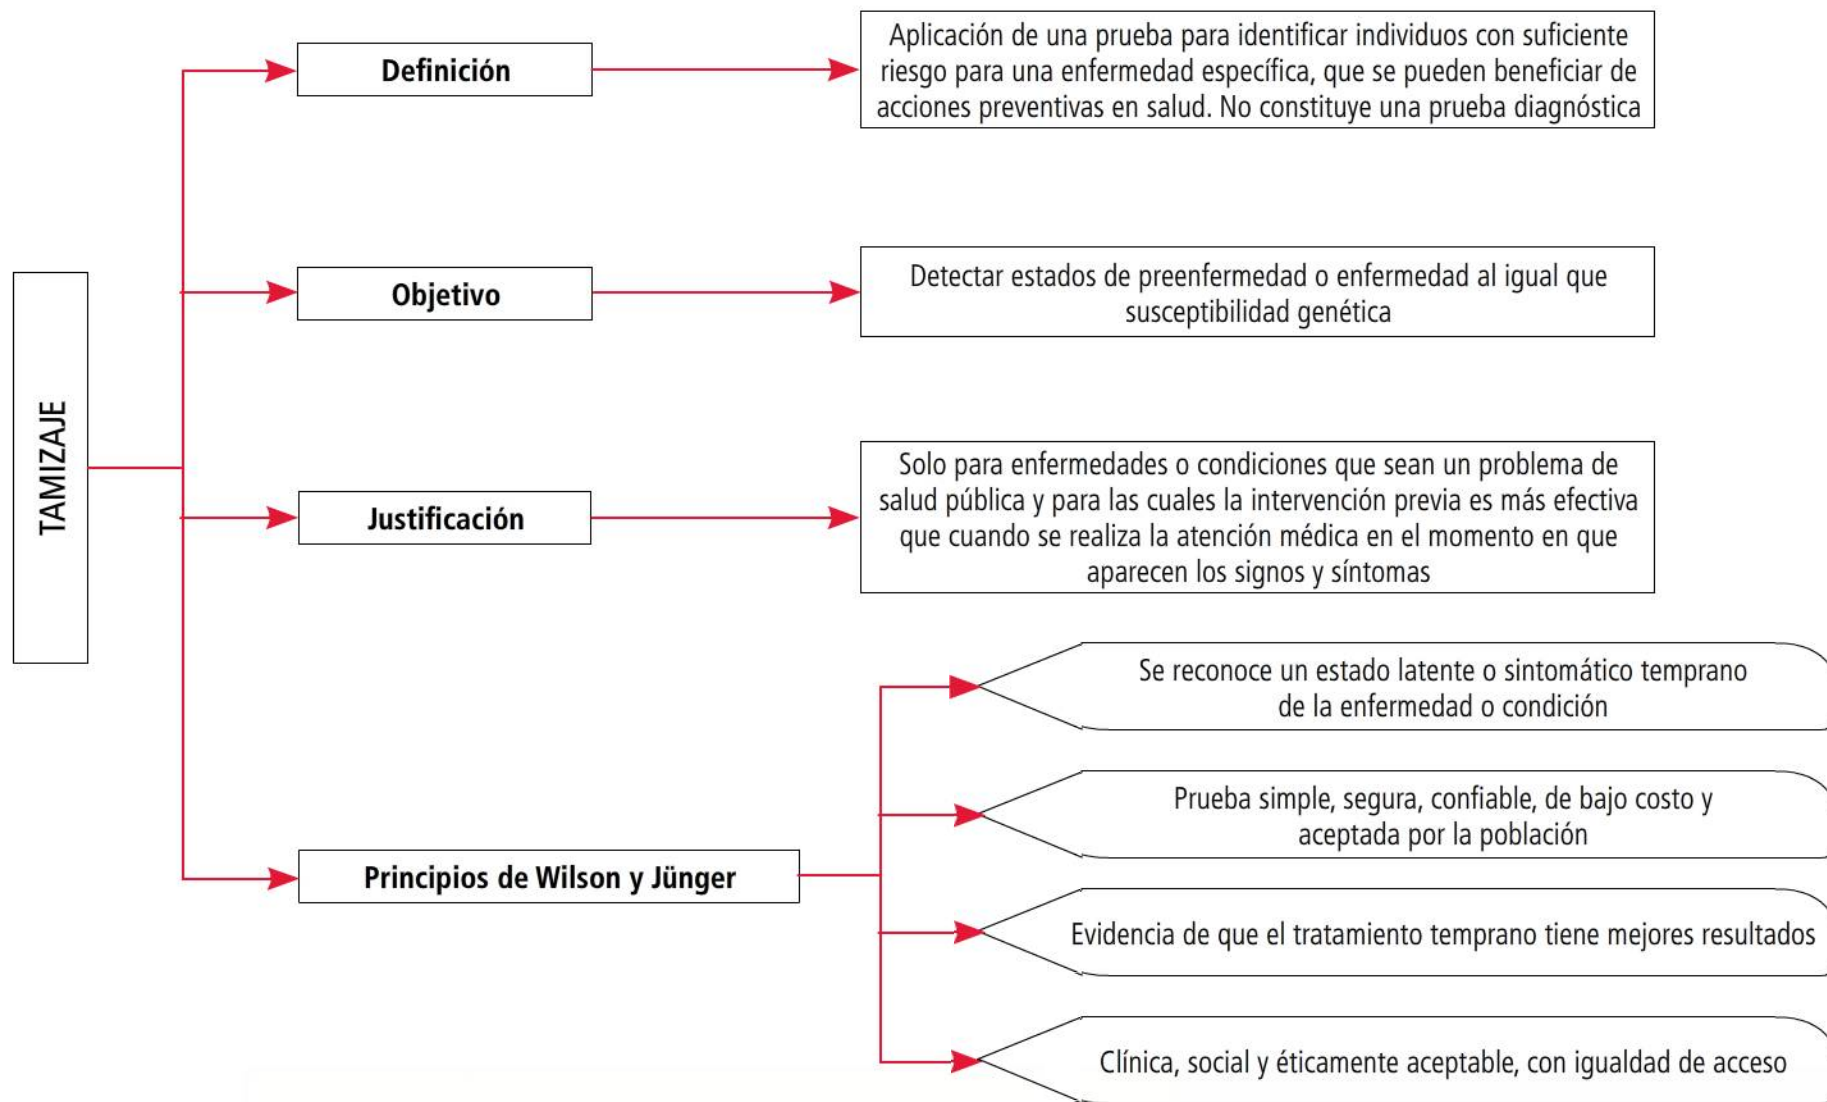 TAMIZAJE
Definición
Aplicación de una prueba para identificar individuos con suficiente
riesgo para una enfermedad específica, que se pueden beneficiar de
acciones preventivas en salud. No constituye una prueba diagnóstica
Objetivo
Detectar estados de preenfermedad o enfermedad al igual que
susceptibilidad genética
Justificación
Solo para enfermedades o condiciones que sean un problema de
salud pública y para las cuales la intervención previa es más efectiva
que cuando se realiza la atención médica en el momento en que
aparecen los signos y síntomas
Principios de Wilson y Jünger
Se reconoce un estado latente o sintomático temprano
de la enfermedad o condición
Prueba simple, segura, confiable, de bajo costo y
aceptada por la población
Evidencia de que el tratamiento temprano tiene mejores resultados
Clínica, social y éticamente aceptable, con igualdad de acceso